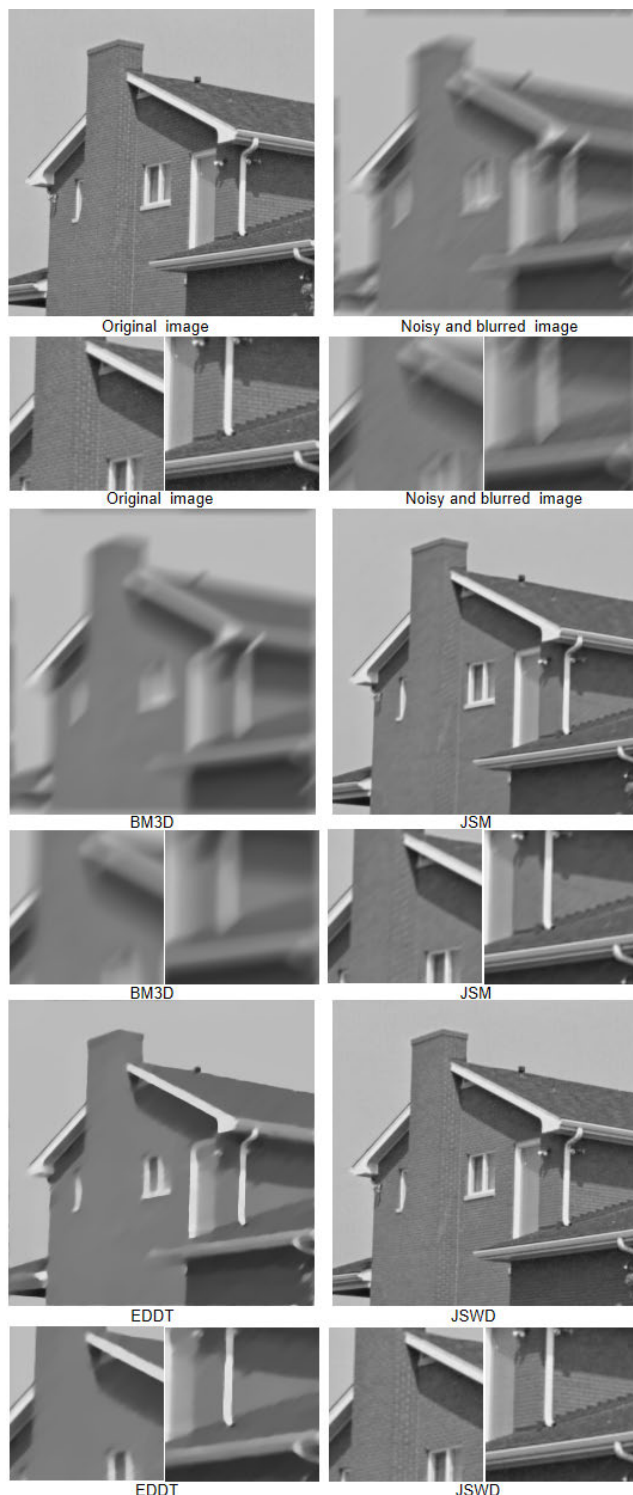 Original image
Noisy and blurred image
Original image
Noisy and blurred image
BM3D
JSM
BM3D
JSM
EDDT
JSWD
EDDT
JSWD